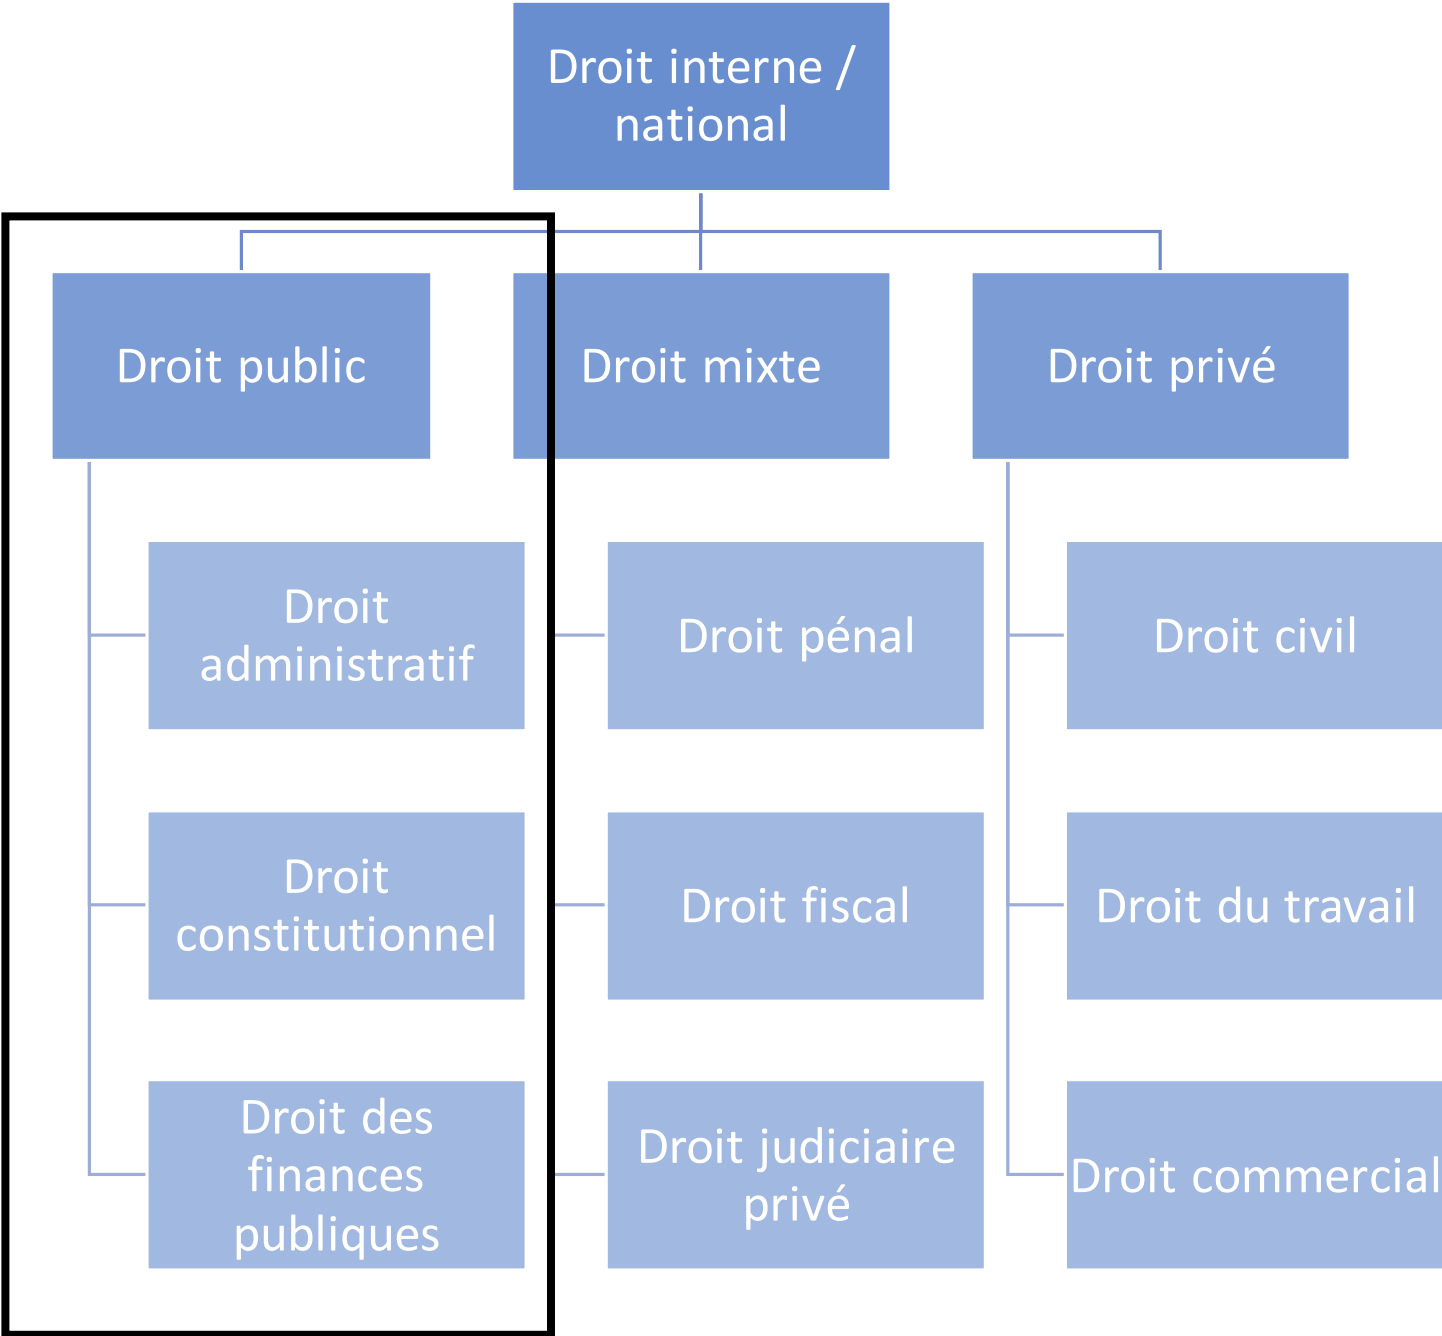 Droit interne /
national
Droit public
Droit mixte
Droit privé
Droit
administratif
Droit pénal
Droit civil
Droit
constitutionnel
Droit fiscal
Droit du travail
Droit des
finances
publiques
Droit judiciaire
privé
Droit commercial